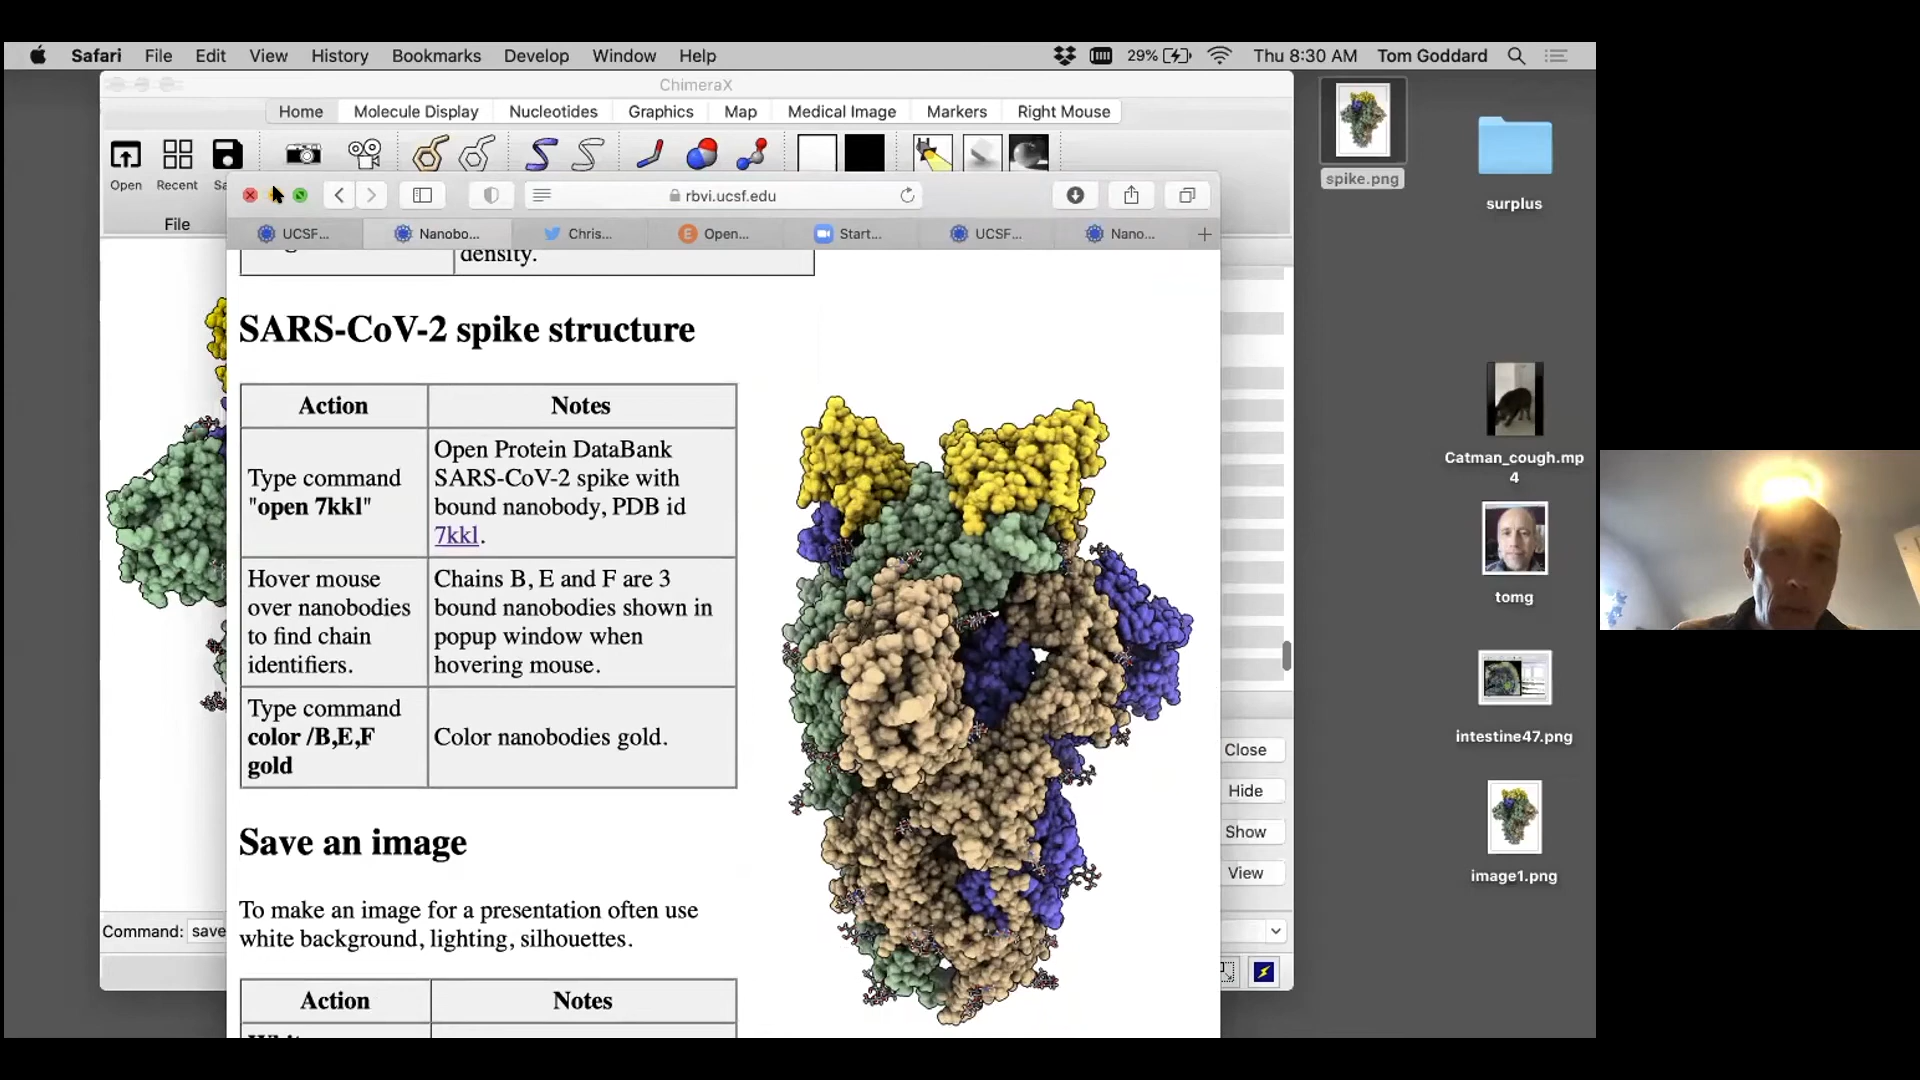 Safari File Edit View History Bookmarks Develop Window Help 29% Thu 8:30 AM Tom Goddard
ChimeraX
Home Molecule Display Nucleotides Graphics Map Medical Image Markers Right Mouse
Open Recent
File
rbvi.ucsf.edu
UCSF... Nanobo... Chris... Open... Start... UCSF... Nano...
density.
SARS-CoV-2 spike structure
Action Notes
Type command
"open 7kkl"
Open Protein DataBank
SARS-CoV-2 spike with
bound nanobody, PDB id
7kkl.
Hover mouse
over nanobodies
to find chain
identifiers.
Chains B, E and F are 3
bound nanobodies shown in
popup window when
hovering mouse.
Type command
color /B,E,F
gold
Color nanobodies gold.
Save an image
To make an image for a presentation often use
white background, lighting, silhouettes.
Action Notes
Command: save
Close
Hide
Show
View
spike.png
surplus
Catman_cough.mp
4
tomg
intestine47.png
image1.png